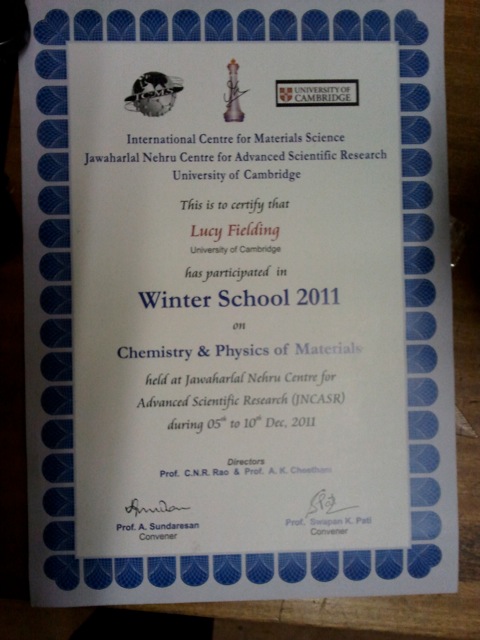 ICMS
UNIVERSITY OF
CAMBRIDGE
International Centre for Materials Science
Jawaharlal Nehru Centre for Advanced Scientific Research
University of Cambridge
This is to certify that
Lucy Fielding
University of Cambridge
has participated in
Winter School 2011
on
Chemistry & Physics of Materials
held at Jawaharlal Nehru Centre for
Advanced Scientific Research (JNCASR)
during 05th to 10th Dec, 2011
Directors
Prof. C.N.R. Rao & Prof. A. K. Cheetham
Prof. A. Sundaresan
Convener
Prof. Swapan K. Pati
Convener